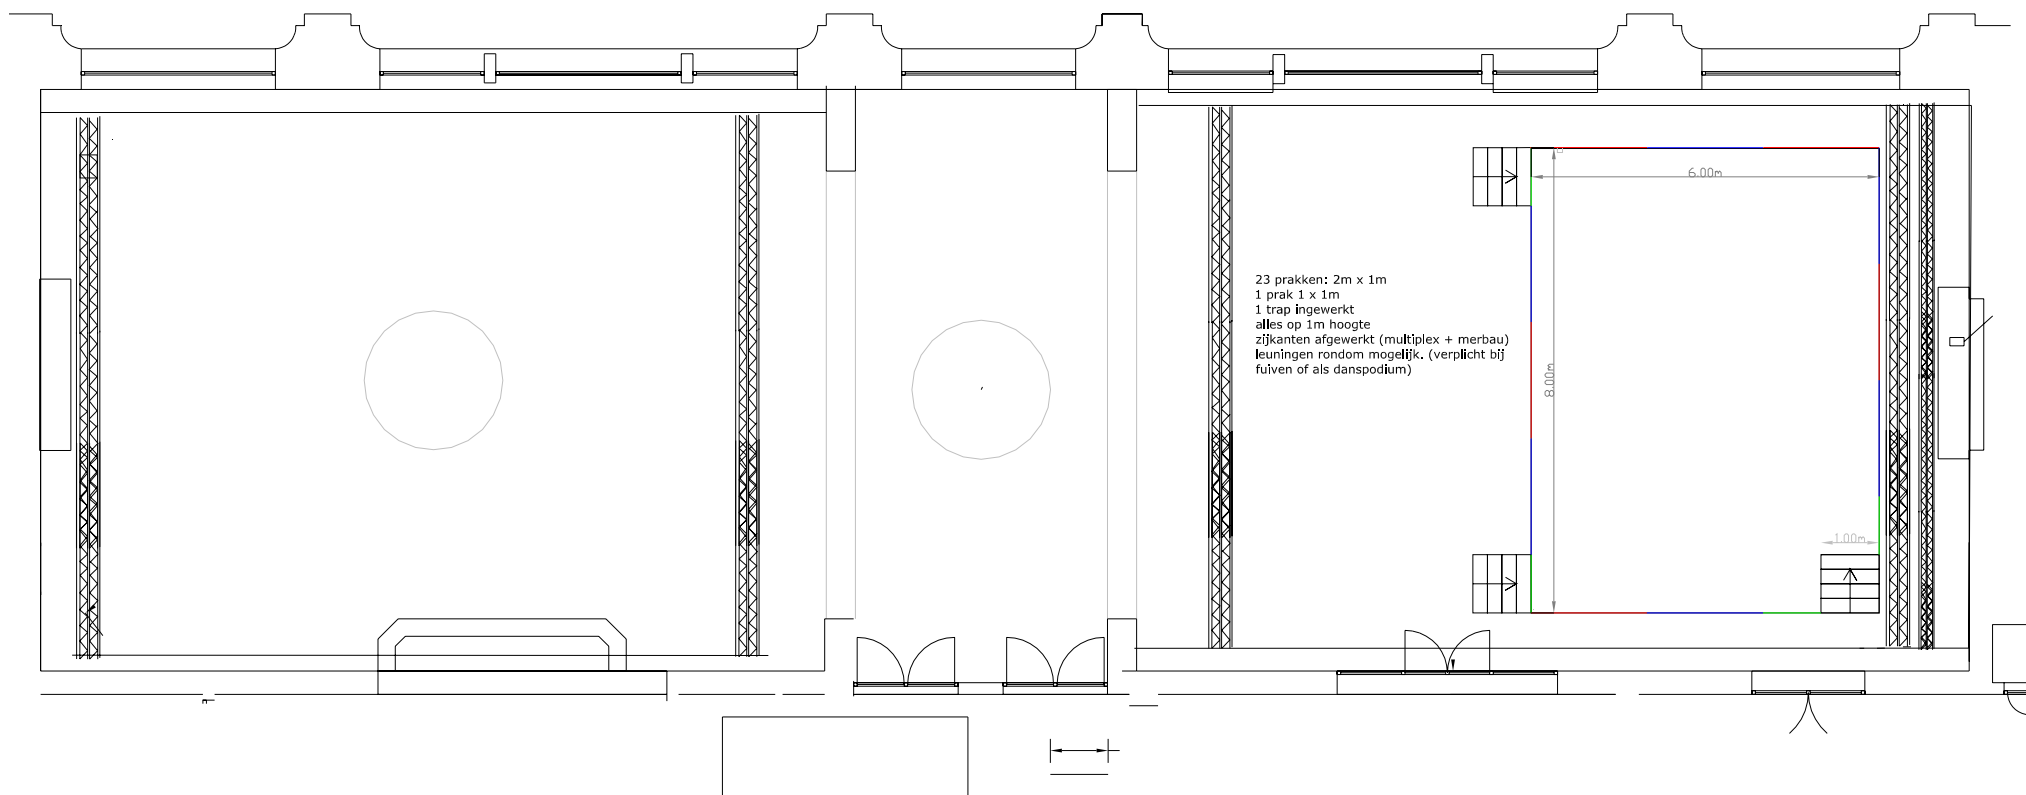 6.00m
23 prakken: 2m x 1m
1 prak 1 x 1m
1 trap ingewerkt
alles op 1m hoogte
zijkanten afgewerkt (multiplex + merbau)
leuningen rondom mogelijk. (verplicht bij
fuiven of als danspodium)
8.00m
1.00m